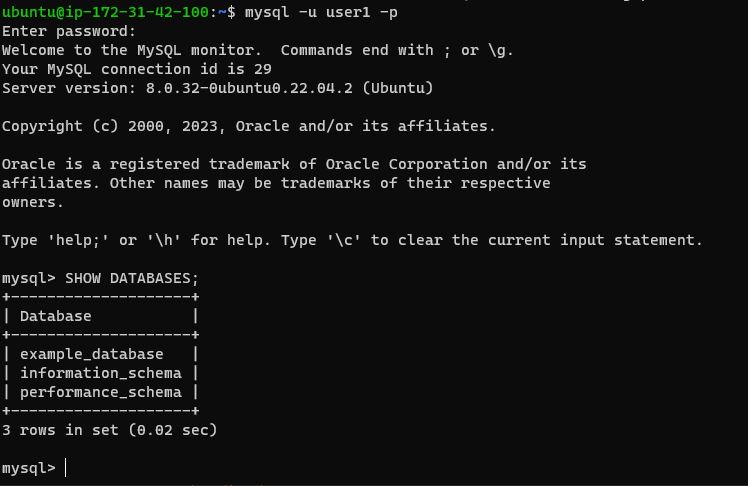 ubuntu@ip-172-31-42-100:~$ mysql -u user1 -p
Enter password:
Welcome to the MySQL monitor.  Commands end with ; or \g.
Your MySQL connection id is 29
Server version: 8.0.32-0ubuntu0.22.04.2 (Ubuntu)

Copyright (c) 2000, 2023, Oracle and/or its affiliates.

Oracle is a registered trademark of Oracle Corporation and/or its
affiliates. Other names may be trademarks of their respective
owners.

Type 'help;' or '\h' for help. Type '\c' to clear the current input statement.

mysql> SHOW DATABASES;
+--------------------+
| Database           |
+--------------------+
| example_database   |
| information_schema |
| performance_schema |
+--------------------+
3 rows in set (0.02 sec)

mysql>